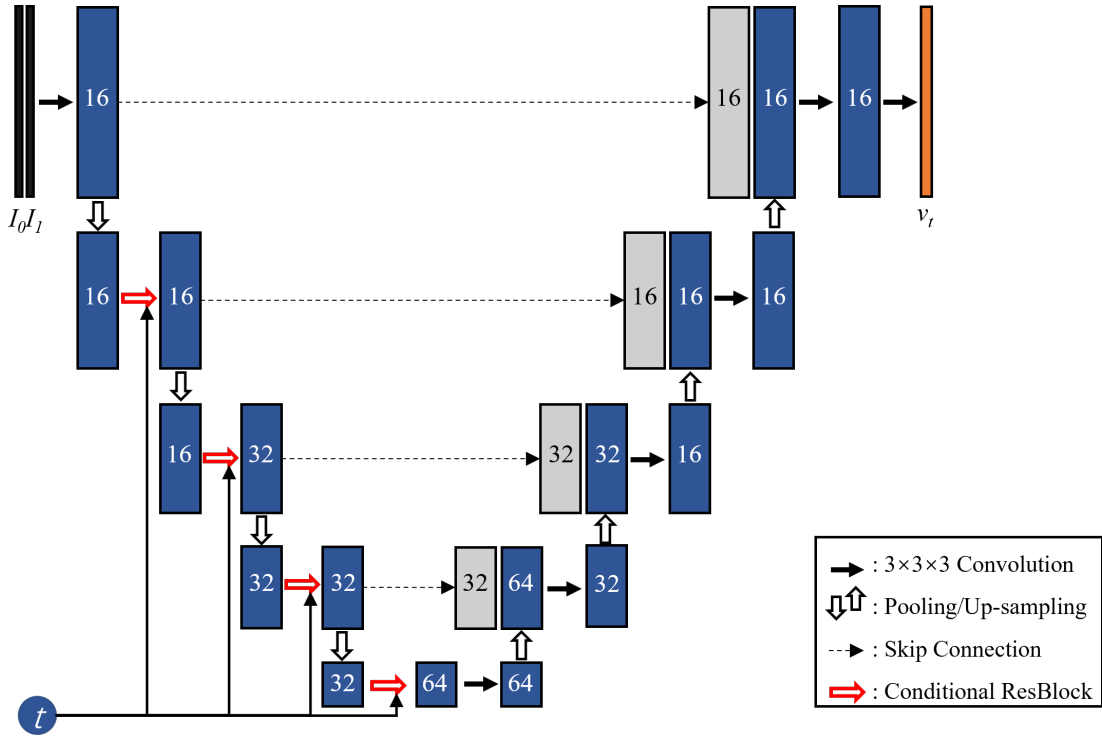 16 16 16 16
I0I1 vt
16 16 16 16 16
16 32 32 32 16
32 32 32 64 32
32 64 64
t
: 3×3×3 Convolution
: Pooling/Up-sampling
: Skip Connection
: Conditional ResBlock